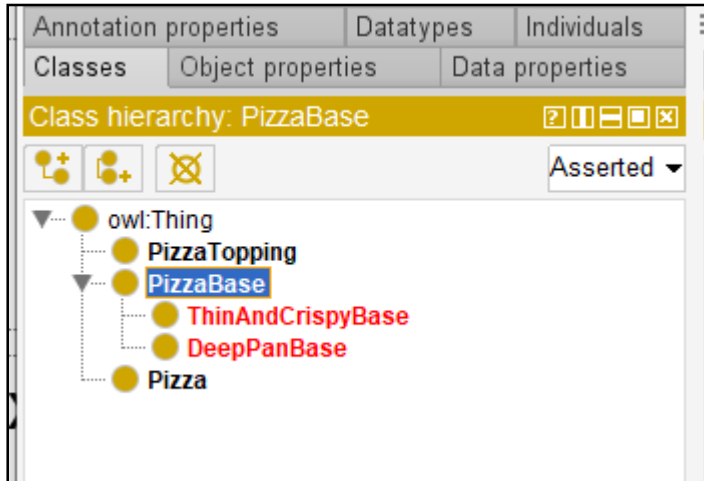 Annotation properties Datatypes Individuals
Classes Object properties Data properties
Class hierarchy: PizzaBase
Asserted
owl:Thing
PizzaTopping
PizzaBase
ThinAndCrispyBase
DeepPanBase
Pizza